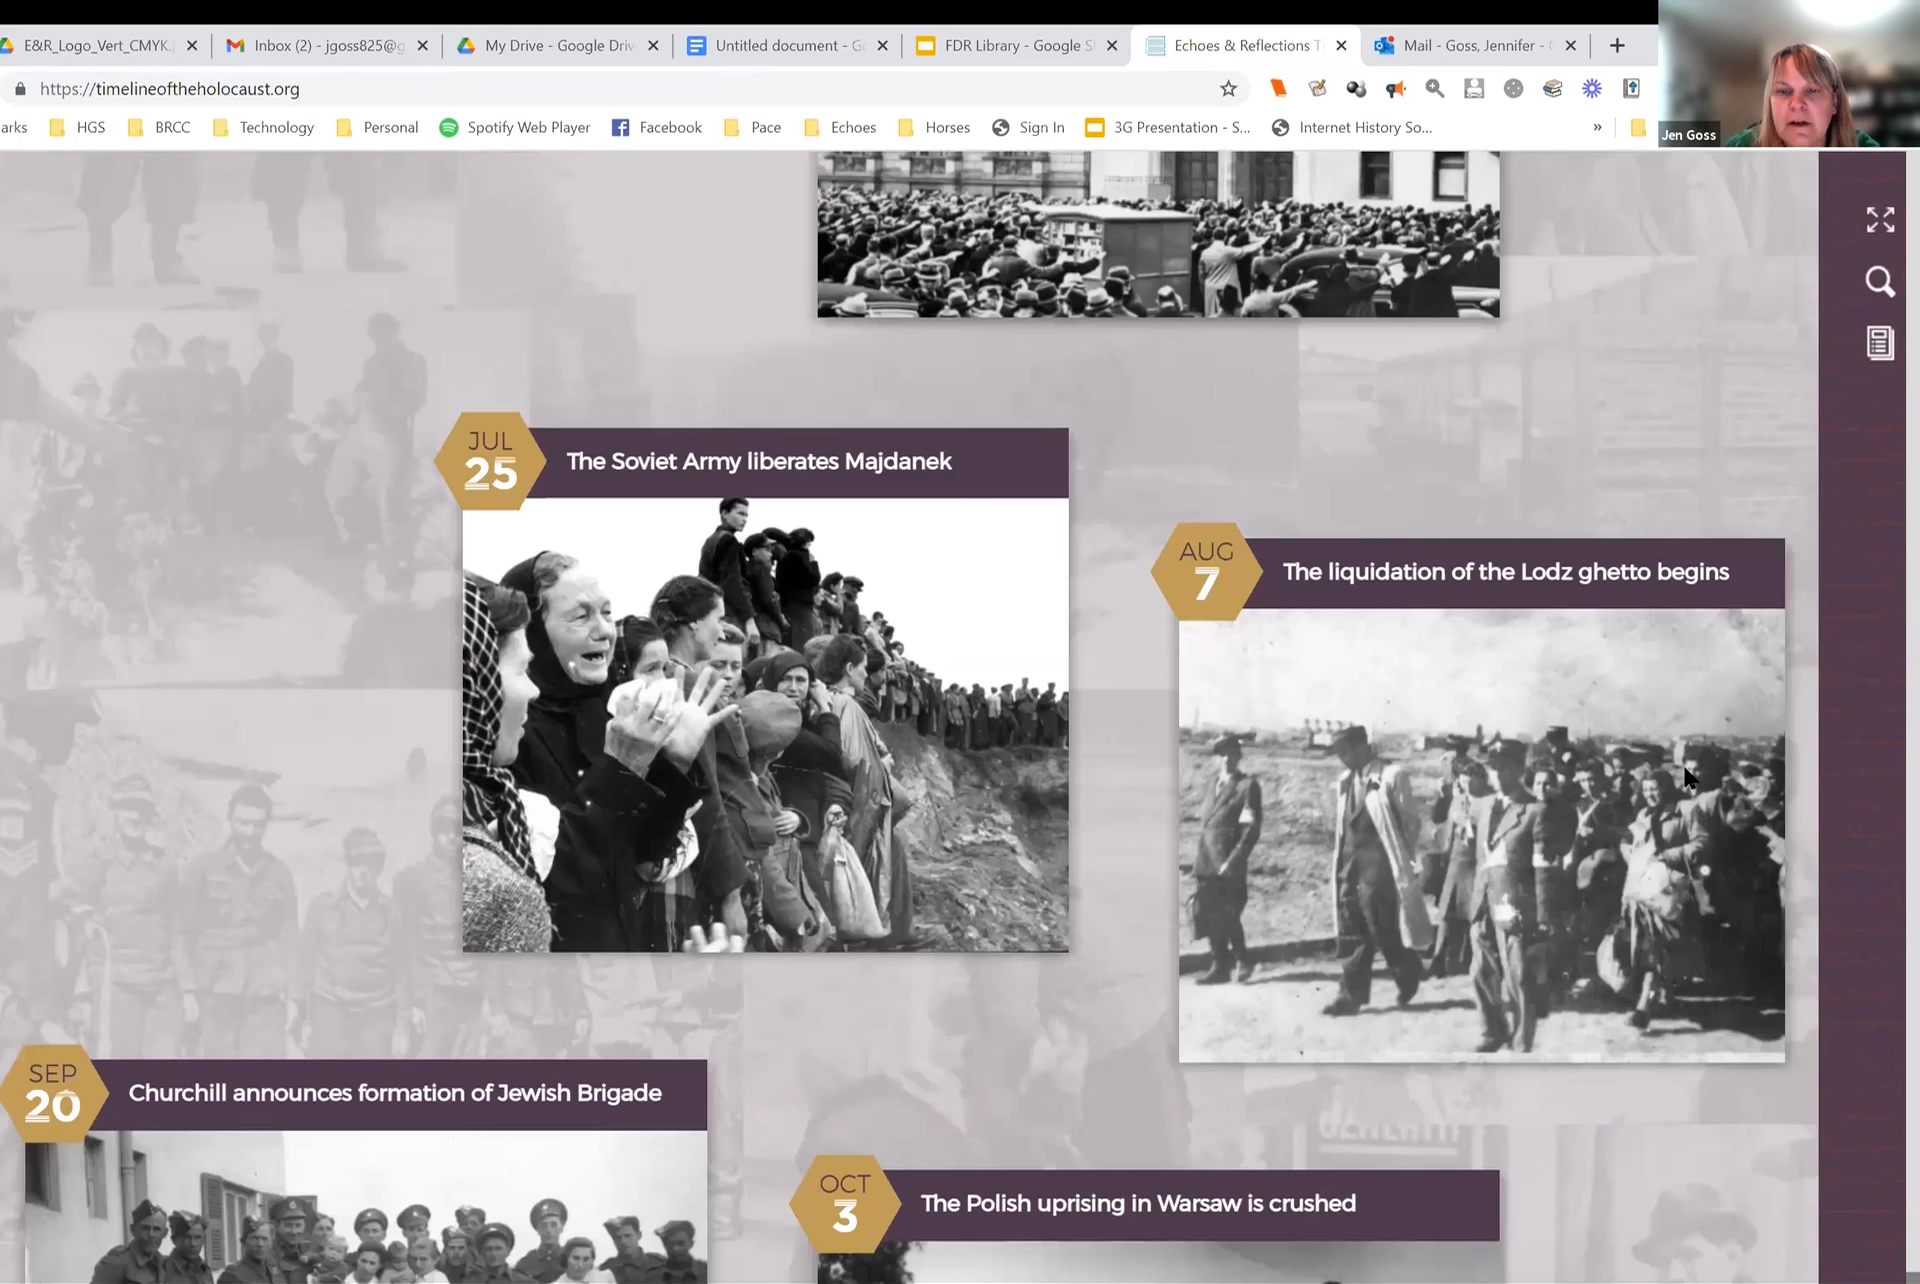 E&R_Logo_Vert_CMYK.
Inbox (2) - jgoss825@g
My Drive - Google Driv
Untitled document - G
FDR Library - Google S
Echoes & Reflections T
Mail - Goss, Jennifer -
https://timelineoftheholocaust.org
arks
HGS
BRCC
Technology
Personal
Spotify Web Player
Facebook
Pace
Echoes
Horses
Sign In
3G Presentation - S...
Internet History So...
»
Jen Goss
JUL
25
The Soviet Army liberates Majdanek
AUG
7
The liquidation of the Lodz ghetto begins
SEP
20
Churchill announces formation of Jewish Brigade
OCT
3
The Polish uprising in Warsaw is crushed